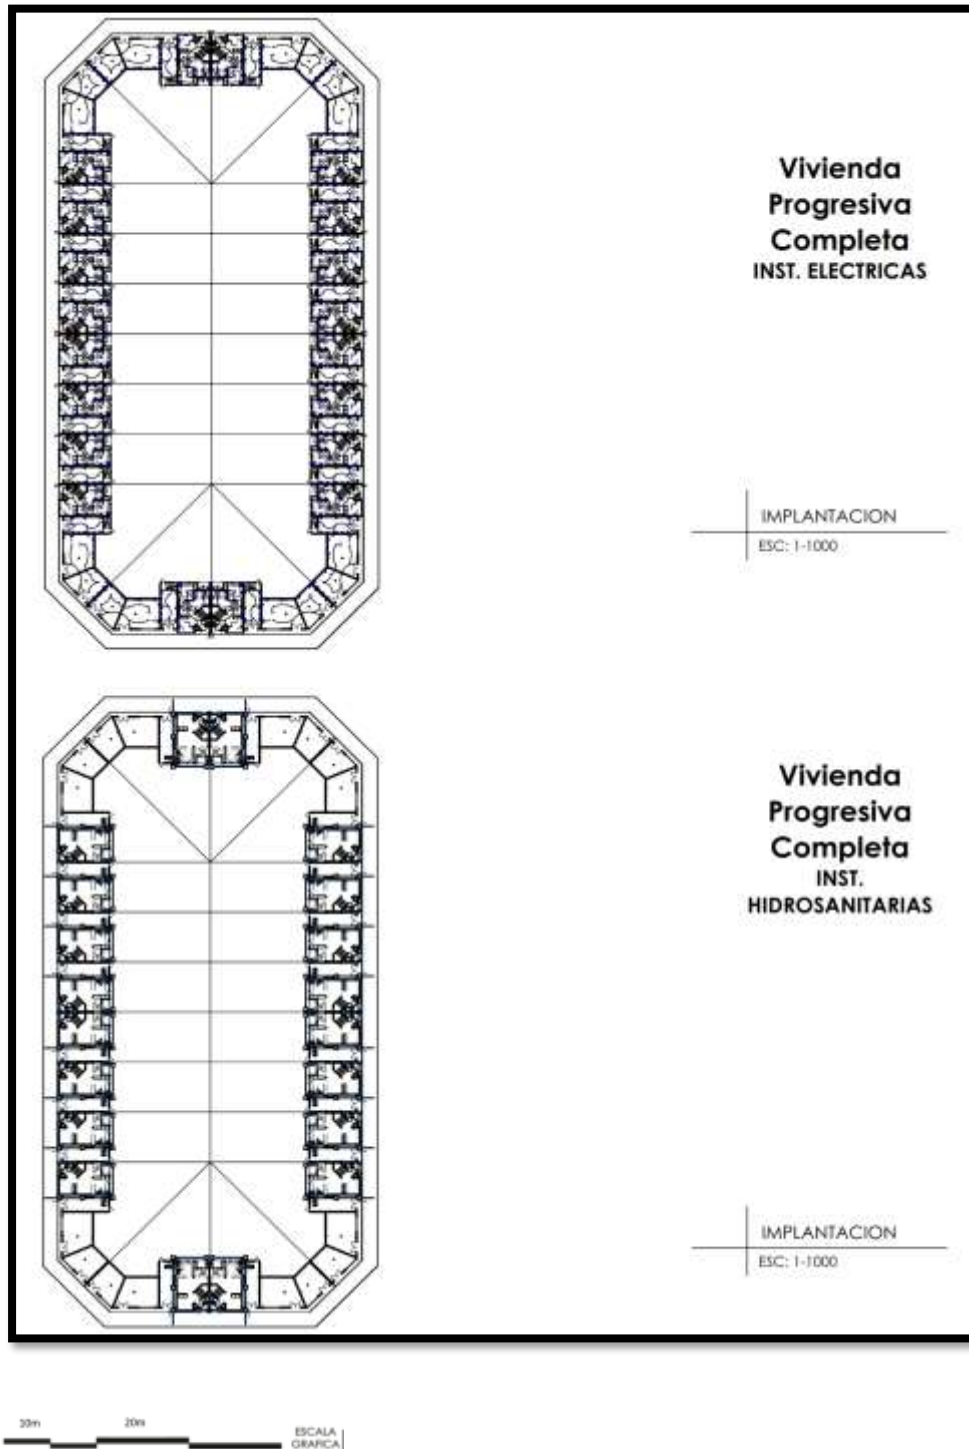 Vivienda
Progresiva
Completa
INST. ELECTRICAS
IMPLANTACION
ESC: 1-1000
Vivienda
Progresiva
Completa
INST.
HIDROSANITARIAS
IMPLANTACION
ESC: 1-1000
20m
ESCALA
GRAFICA